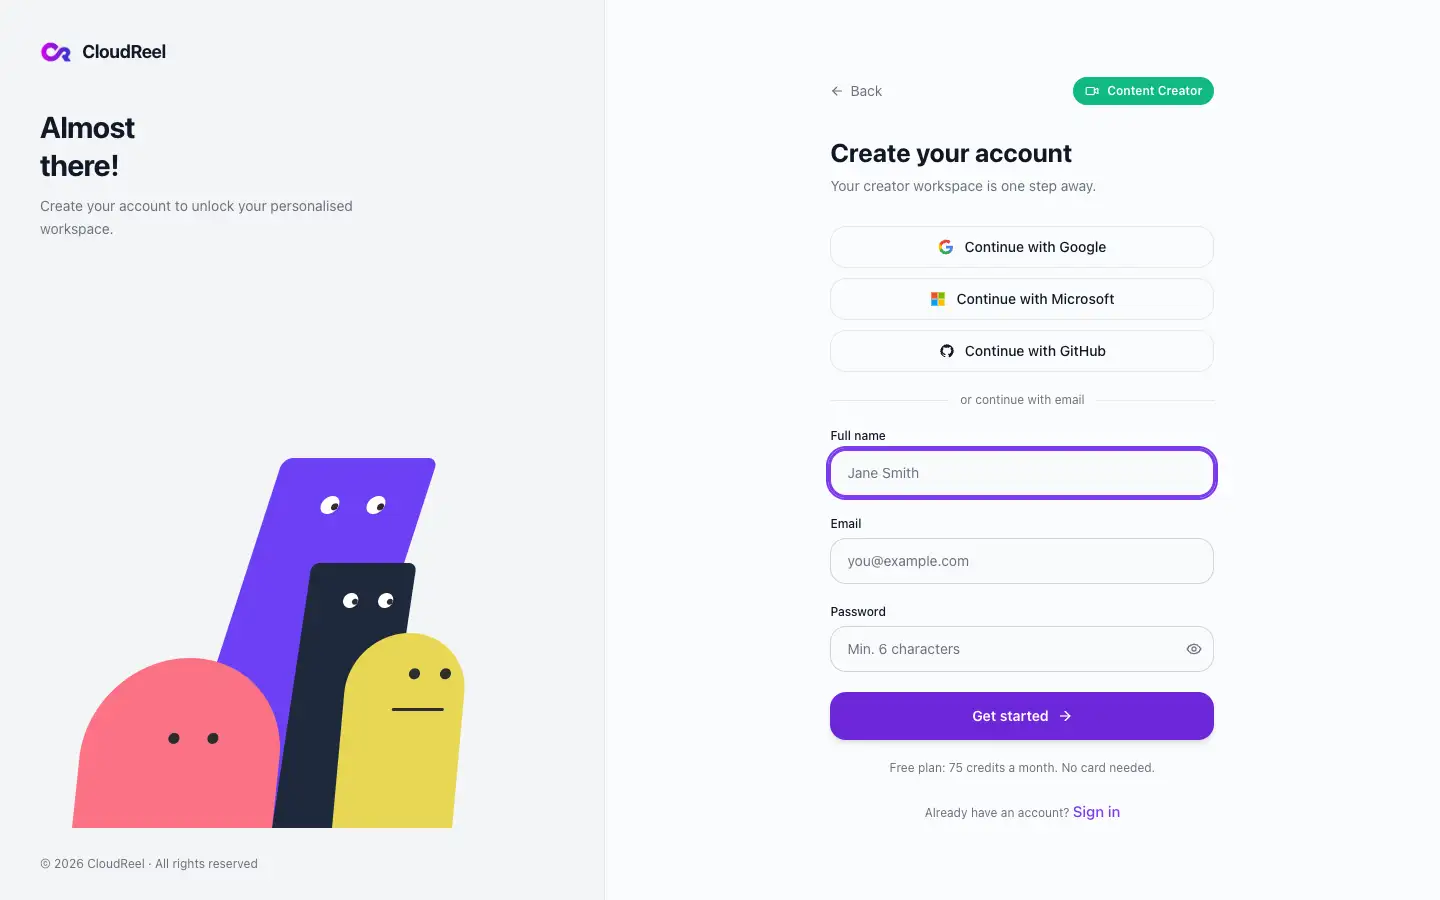 CloudReel
Almost
there!
Create your account to unlock your personalised
workspace.
© 2026 CloudReel · All rights reserved
Back
Content Creator
Create your account
Your creator workspace is one step away.
Continue with Google
Continue with Microsoft
Continue with GitHub
or continue with email
Full name
Jane Smith
Email
you@example.com
Password
Min. 6 characters
Get started
Free plan: 75 credits a month. No card needed.
Already have an account? Sign in